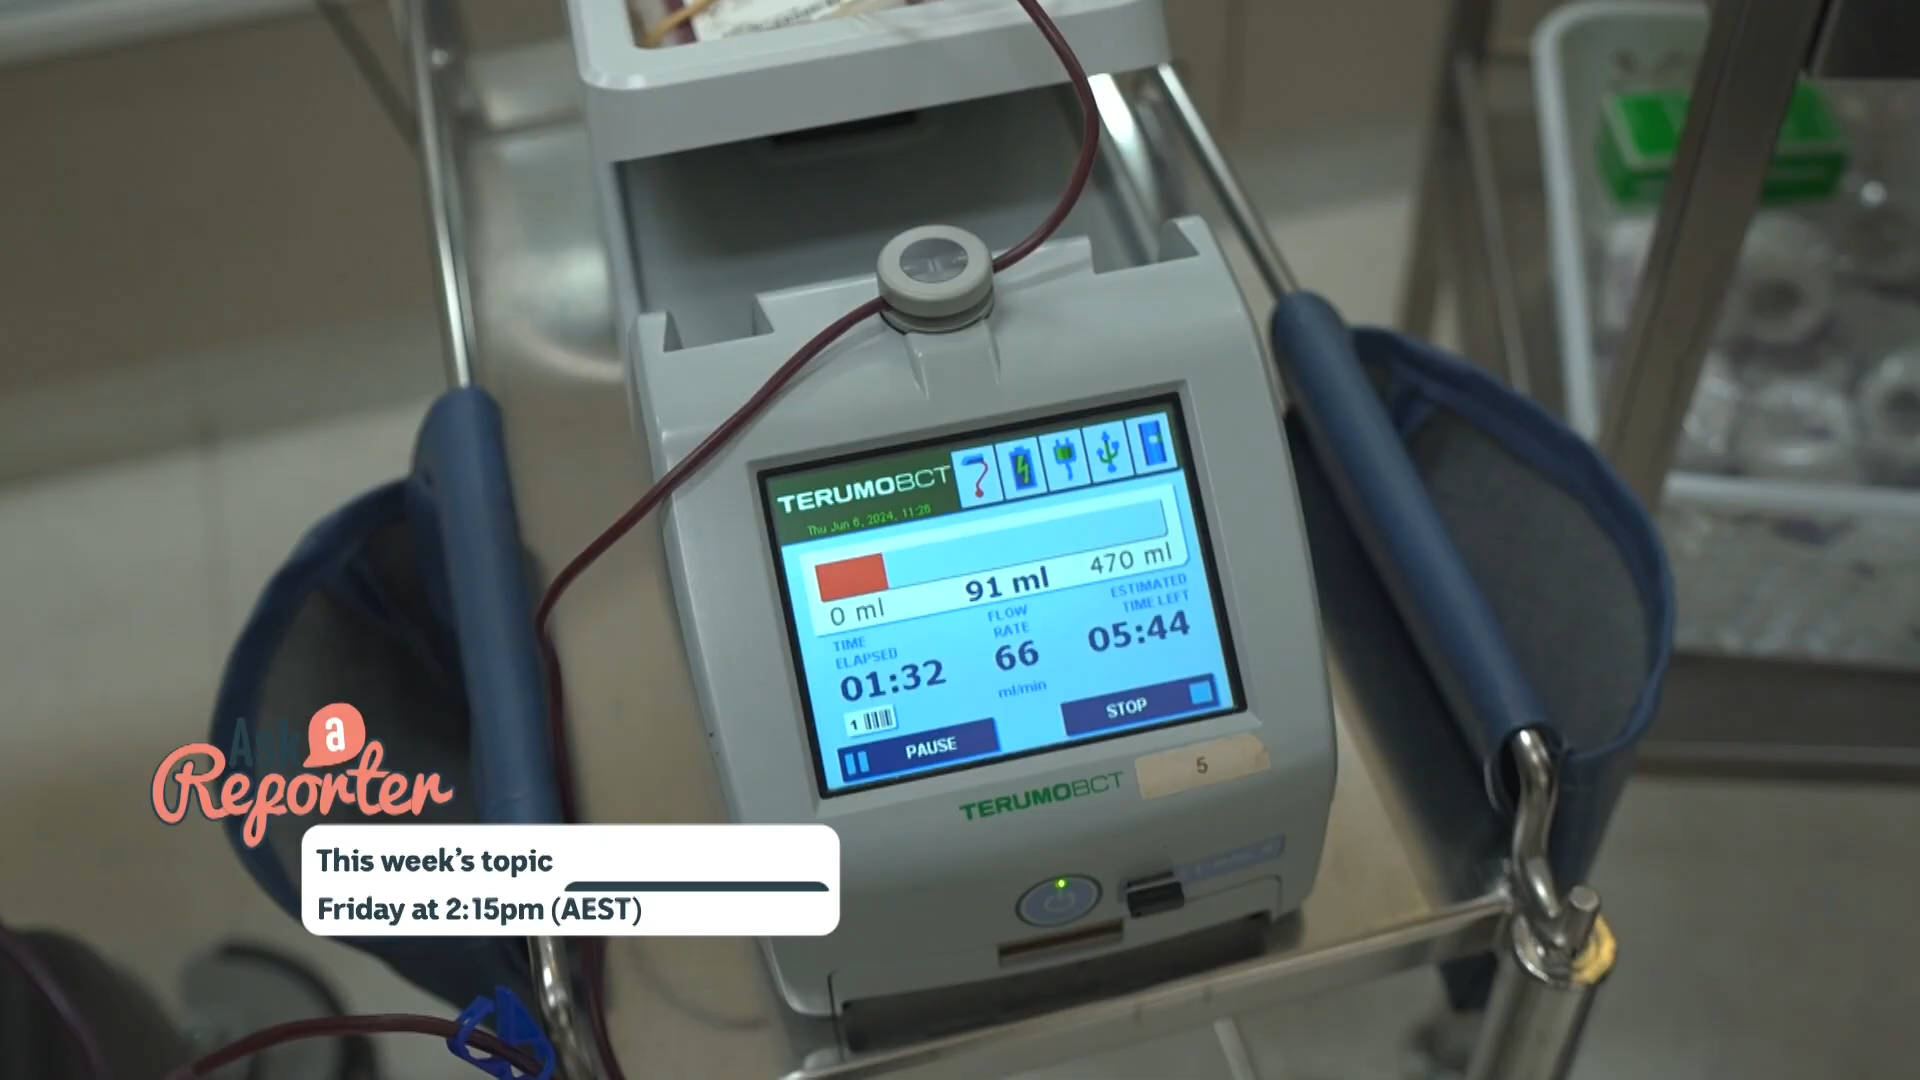 TERUMOBCT
Thu Jun 6, 2024, 11:26
0 ml
91 ml
470 ml
TIME
ELAPSED
01:32
FLOW
RATE
66
ml/min
ESTIMATED
TIME LEFT
05:44
1
PAUSE
STOP
TERUMOBCT
5
Ask a
Reporter
This week's topic
Friday at 2:15pm (AEST)